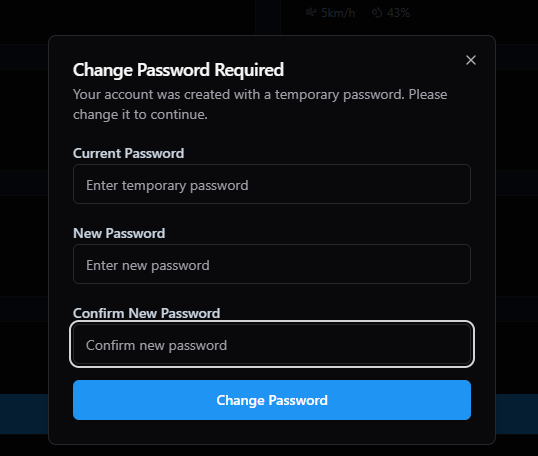 5km/h 43%
Change Password Required
Your account was created with a temporary password. Please
change it to continue.
Current Password
Enter temporary password
New Password
Enter new password
Confirm New Password
Confirm new password
Change Password